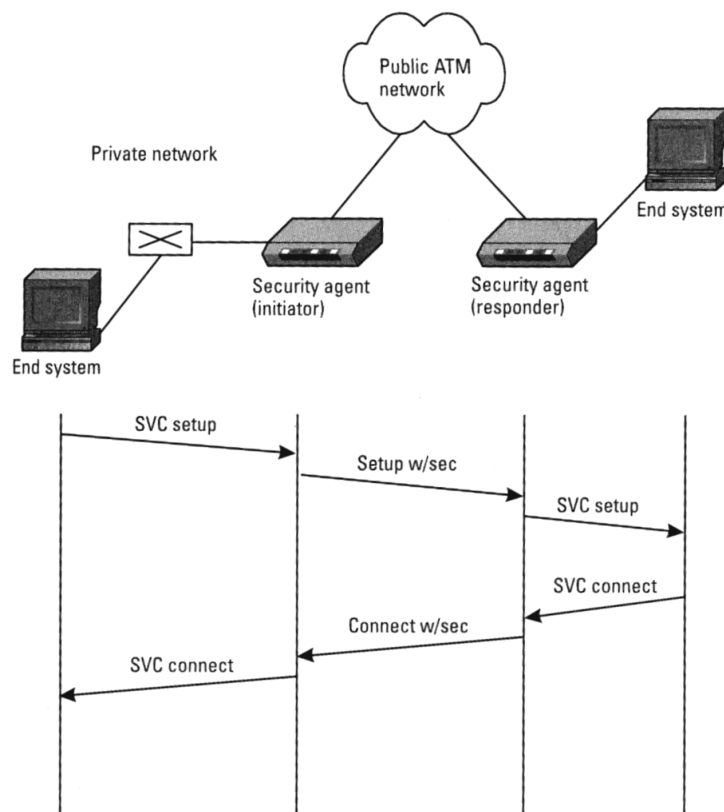 Public ATM
network
Private network
End system
Security agent
(initiator)
Security agent
(responder)
End system
SVC setup
Setup w/sec
SVC setup
SVC connect
Connect w/sec
SVC connect